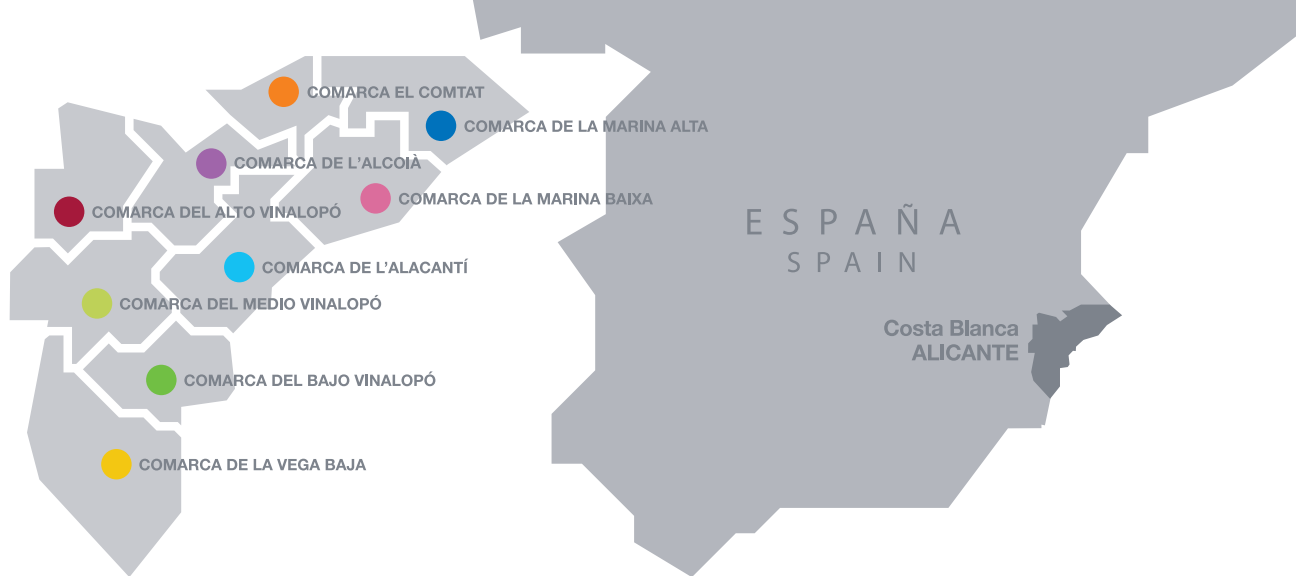 COMARCA EL COMTAT
COMARCA DE LA MARINA ALTA
COMARCA DE L'ALCOIÀ
COMARCA DE LA MARINA BAIXA
COMARCA DEL ALTO VINALOPÓ
COMARCA DE L'ALACANTÍ
COMARCA DEL MEDIO VINALOPÓ
COMARCA DEL BAJO VINALOPÓ
COMARCA DE LA VEGA BAJA
ESPAÑA
SPAIN
Costa Blanca
ALICANTE